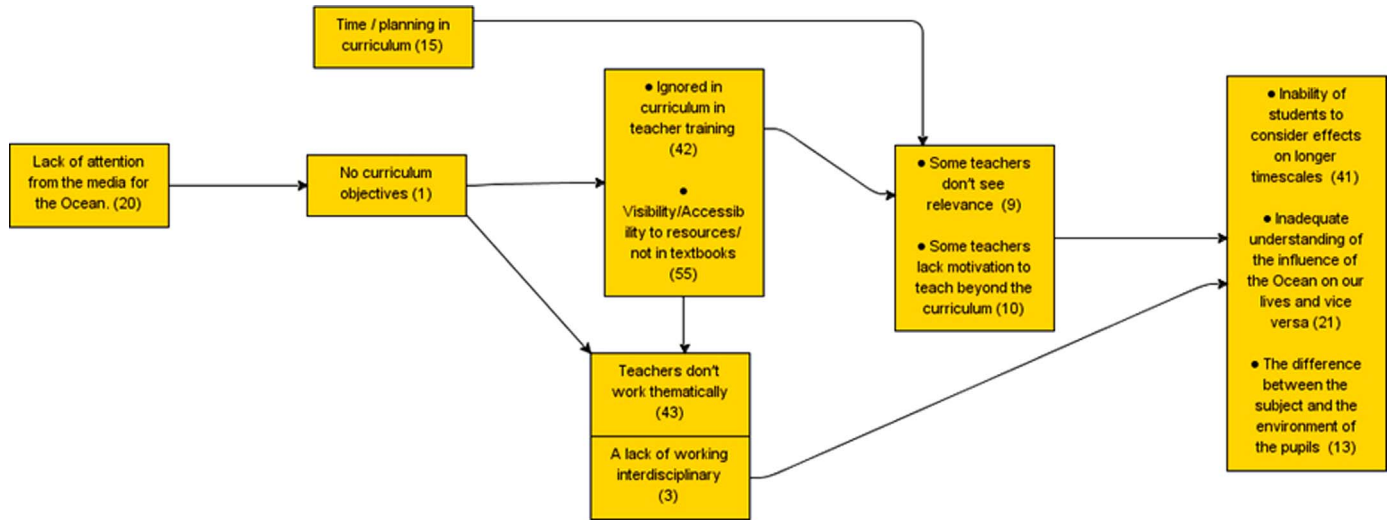 Time / planning in
curriculum (15)
Lack of attention
from the media for
the Ocean. (20)
No curriculum
objectives (1)
● Ignored in
curriculum in
teacher training
(42)
●
Visibility/Accessib
ility to resources/
not in textbooks
(55)
Teachers don't
work thematically
(43)
A lack of working
interdisciplinary
(3)
● Some teachers
don't see
relevance (9)
● Some teachers
lack motivation to
teach beyond the
curriculum (10)
● Inability of
students to
consider effects
on longer
timescales (41)
● Inadequate
understanding of
the influence of
the Ocean on our
lives and vice
versa (21)
● The difference
between the
subject and the
environment of
the pupils (13)